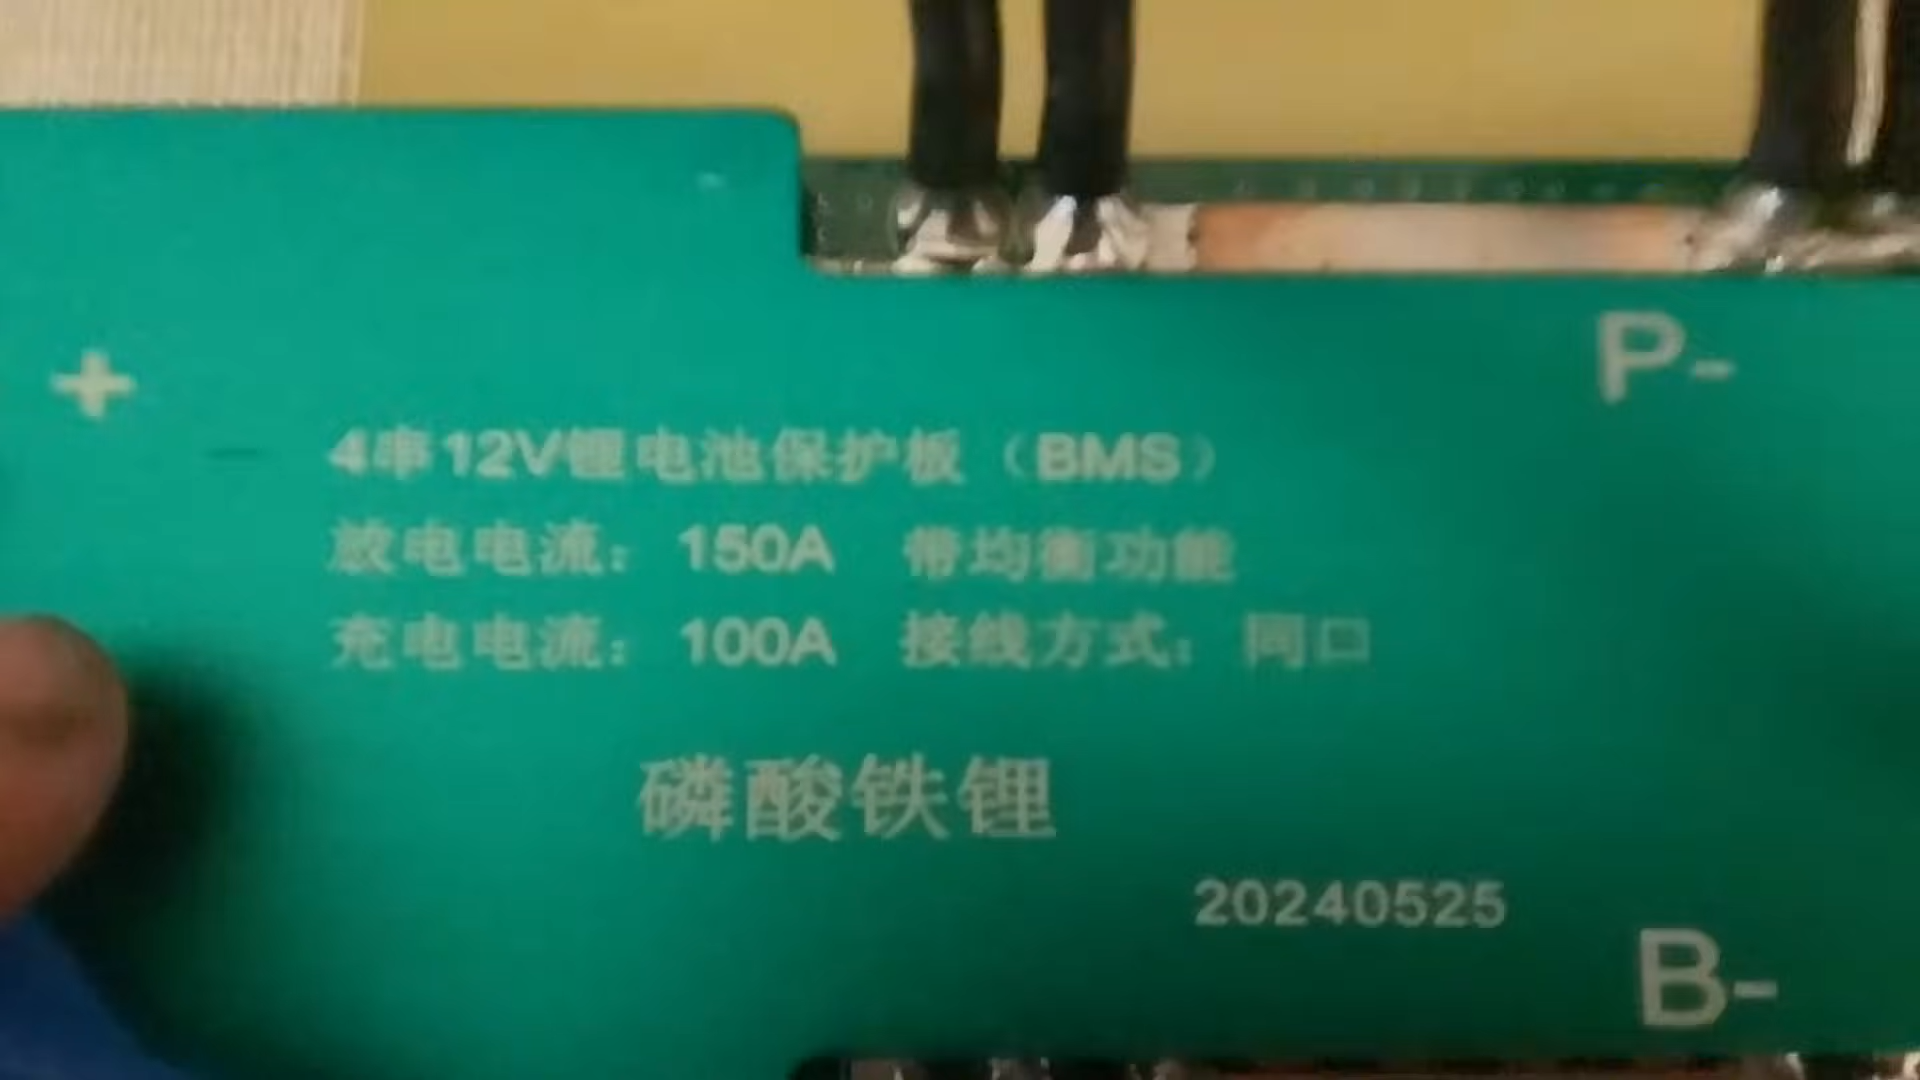 P-
+
4串12V锂电池保护板（BMS）
放电电流： 150A 带均衡功能
充电电流： 100A 接线方式： 同口
磷酸铁锂
20240525
B-